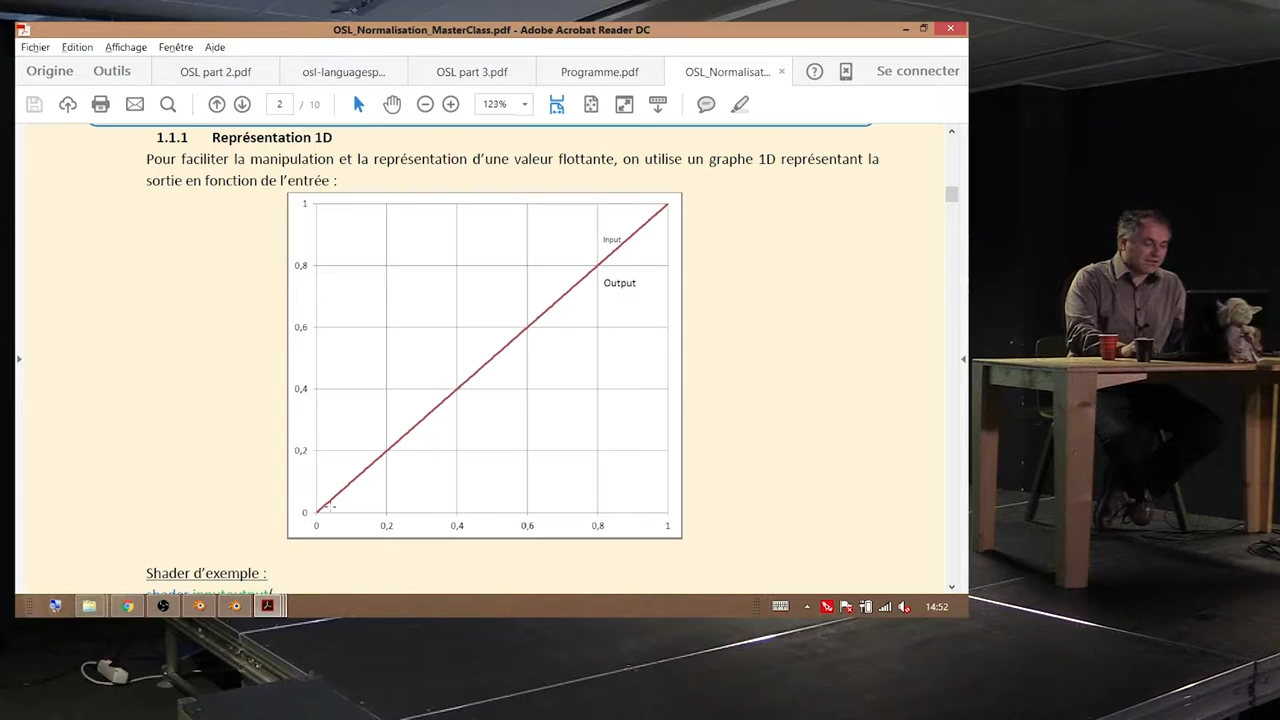 OSL_Normalisation_MasterClass.pdf - Adobe Acrobat Reader DC
Fichier Edition Affichage Fenêtre Aide
Origine Outils OSL part 2.pdf osl-languagesp... OSL part 3.pdf Programme.pdf OSL_Normalisat... × ? Se connecter
2 / 10 123%
1.1.1 Représentation 1D
Pour faciliter la manipulation et la représentation d'une valeur flottante, on utilise un graphe 1D représentant la
sortie en fonction de l'entrée :
1
Input
0,8
Output
0,6
0,4
0,2
0
0 0,2 0,4 0,6 0,8 1
Shader d'exemple :
shader inputoutput(
14:52